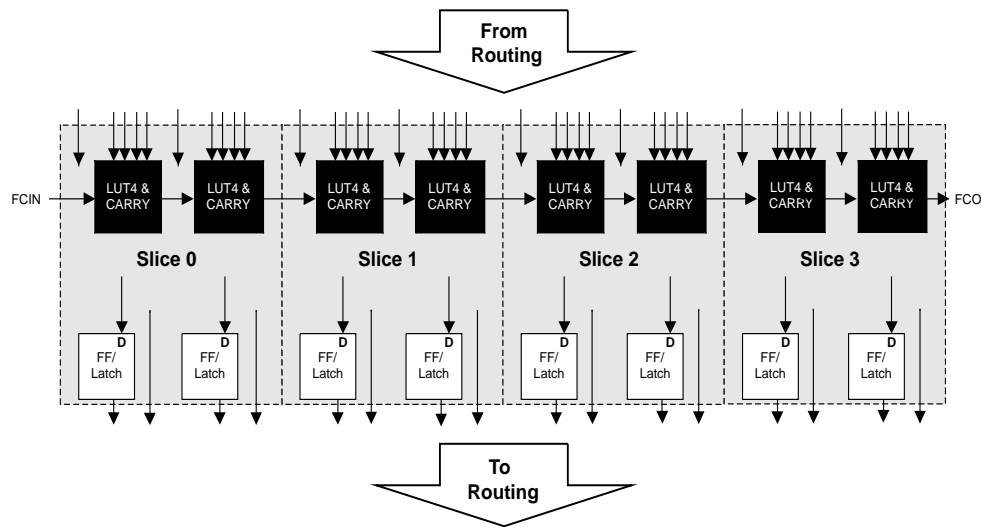 From
Routing
LUT4 &
CARRY
LUT4 &
CARRY
LUT4 &
CARRY
LUT4 &
CARRY
LUT4 &
CARRY
LUT4 &
CARRY
LUT4 &
CARRY
LUT4 &
CARRY
FCIN
FCO
Slice 0
Slice 1
Slice 2
Slice 3
D
FF/
Latch
D
FF/
Latch
D
FF/
Latch
D
FF/
Latch
D
FF/
Latch
D
FF/
Latch
D
FF/
Latch
D
FF/
Latch
To
Routing